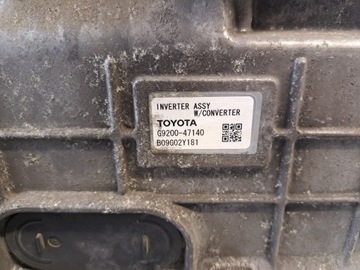 INVERTER ASSY
W/CONVERTER
TOYOTA
G9200-47140
B09G02Y181